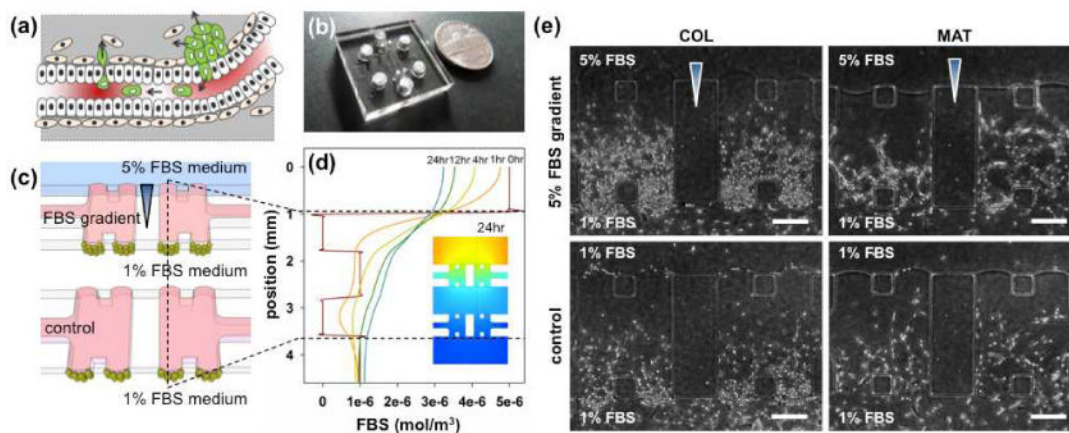 (a)
(b)
(c)
5% FBS medium
FBS gradient
1% FBS medium
control
1% FBS medium
(d)
24hr 12hr 4hr 1hr 0hr
0
1
2
3
4
position (mm)
24hr
0 1e-6 2e-6 3e-6 4e-6 5e-6
FBS (mol/m³)
(e)
COL MAT
5% FBS gradient
5% FBS 5% FBS
1% FBS 1% FBS
control
1% FBS 1% FBS
1% FBS 1% FBS